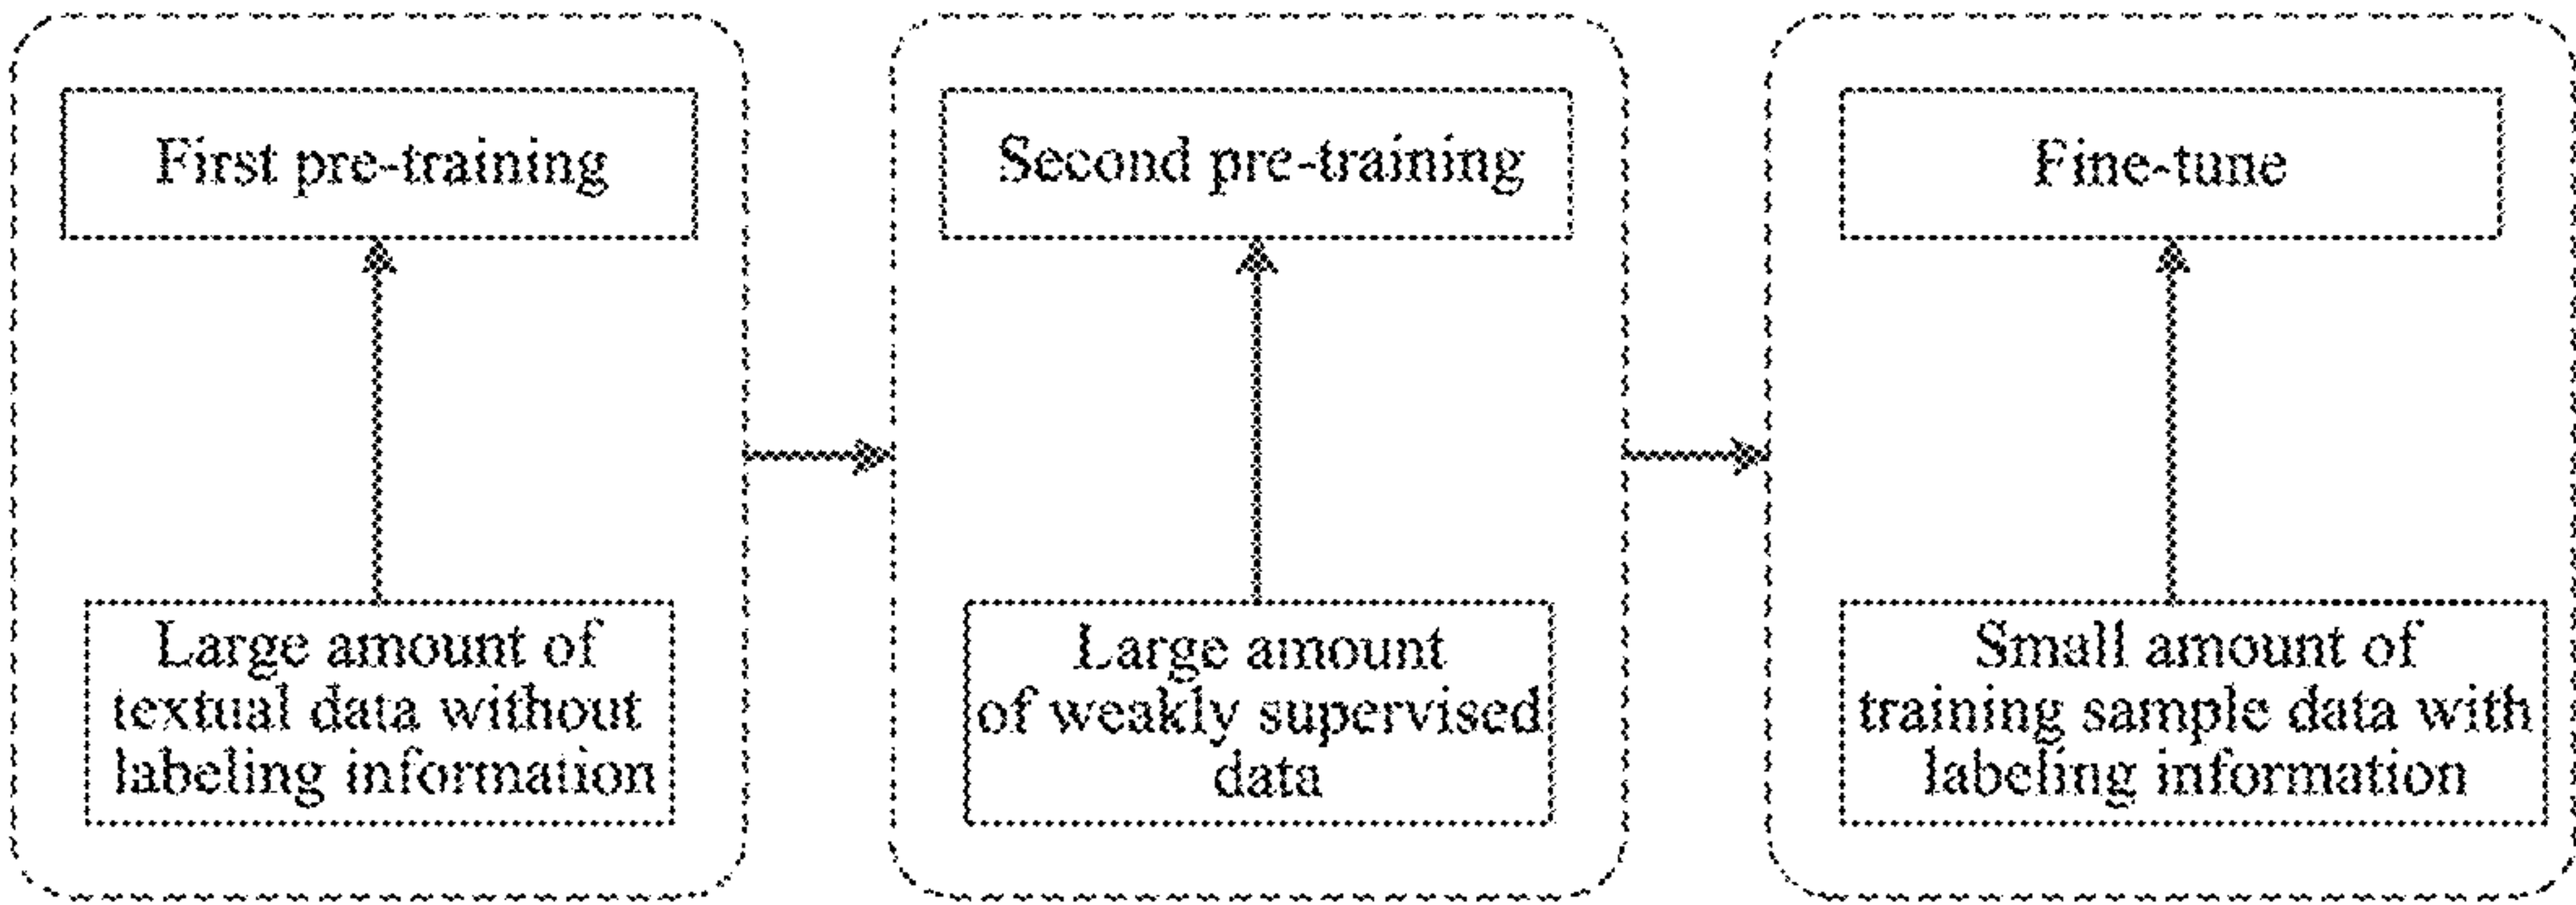 First pre-training
Second pre-training
Fine-tune
Large amount of
textual data without
labeling information
Large amount
of weakly supervised
data
Small amount of
training sample data with
labeling information